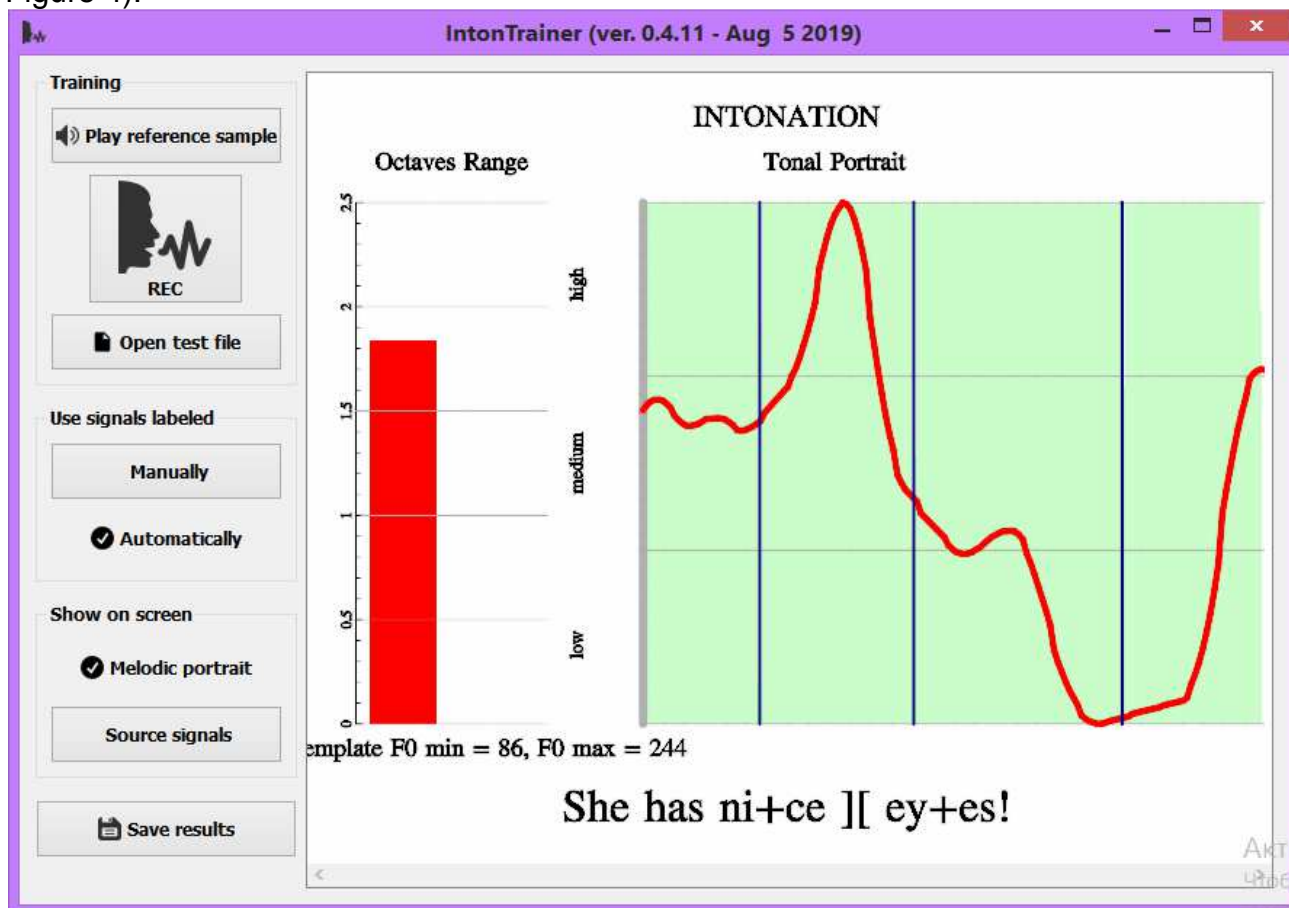 IntonTrainer (ver. 0.4.11 - Aug 5 2019)
Training
Play reference sample
REC
Open test file
Use signals labeled
Manually
Automatically
Show on screen
Melodic portrait
Source signals
Save results
INTONATION
Octaves Range
Tonal Portrait
2.5
2
1.5
1
0.5
0
high
medium
low
emplate F0 min = 86, F0 max = 244
She has ni+ce ][ ey+es!